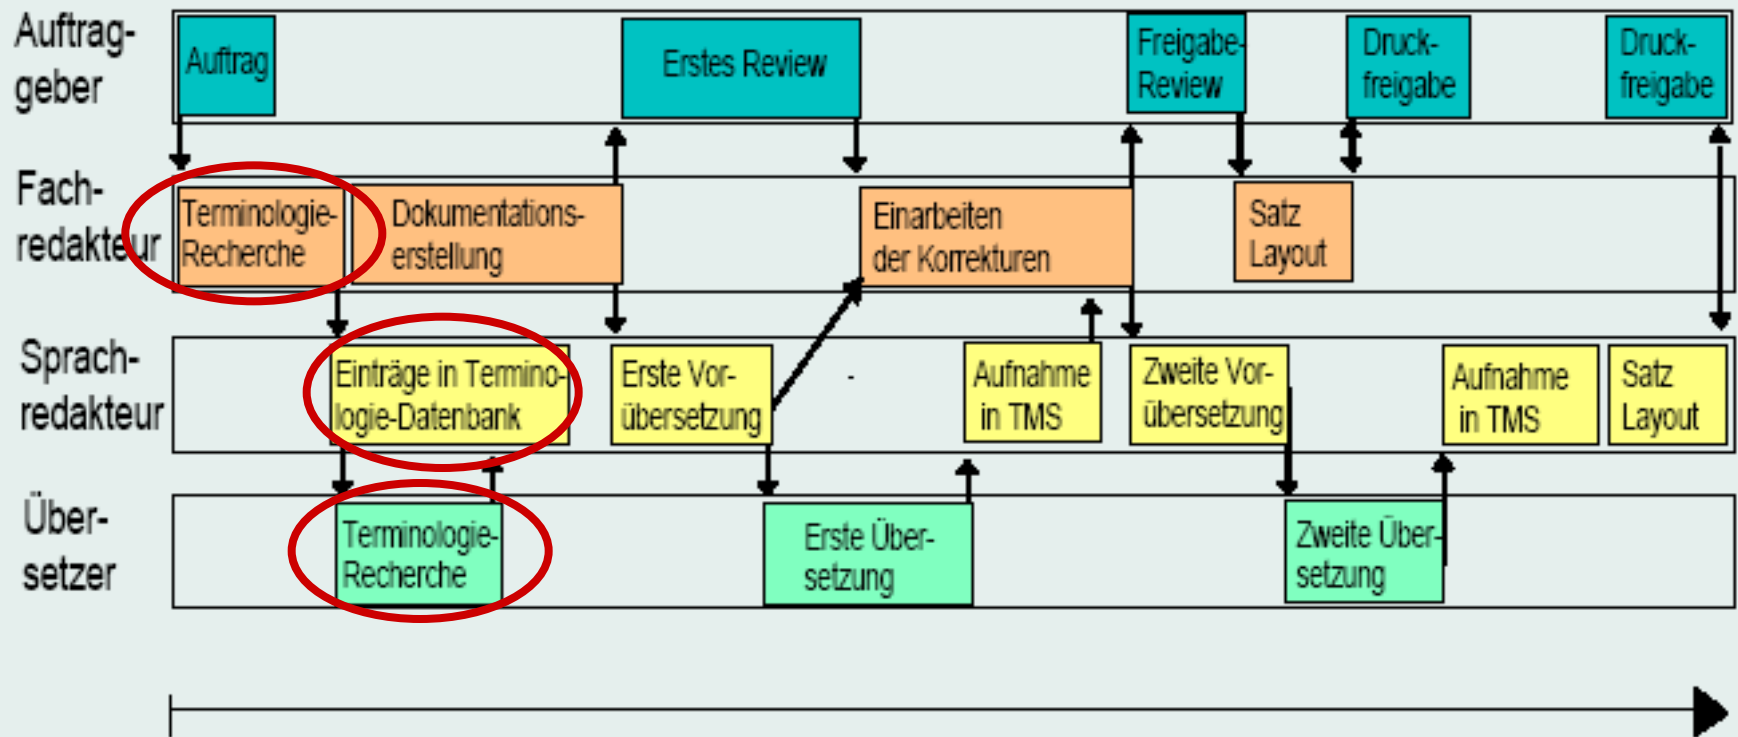 Auftrag-
geber
Auftrag
Erstes Review
Freigabe-
Review
Druck-
freigabe
Druck-
freigabe
Fach-
redakteur
Terminologie-
Recherche
Dokumentations-
erstellung
Einarbeiten
der Korrekturen
Satz
Layout
Sprach-
redakteur
Einträge in Termino-
logie-Datenbank
Erste Vor-
übersetzung
Aufnahme
in TMS
Zweite Vor-
übersetzung
Aufnahme
in TMS
Satz
Layout
Über-
setzer
Terminologie-
Recherche
Erste Über-
setzung
Zweite Über-
setzung